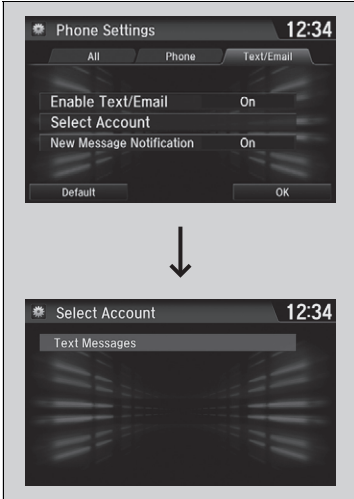 Phone Settings 12:34
All Phone Text/Email
Enable Text/Email On
Select Account
New Message Notification On
Default OK
Select Account 12:34
Text Messages